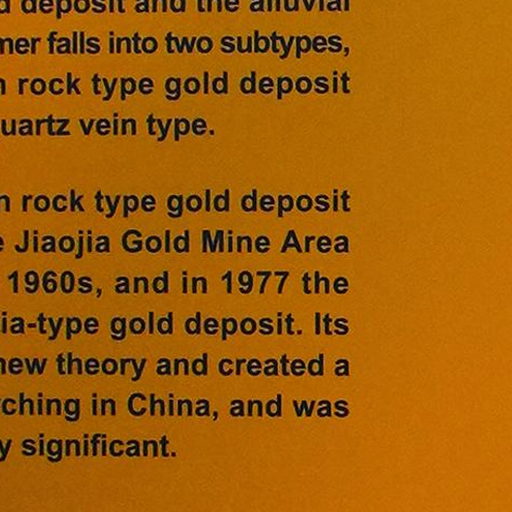 deposit and the alluvial
falls into two subtypes,
rock type gold deposit
vein type.
rock type gold deposit
Jiaojia Gold Mine Area
1960s, and in 1977 the
ia-type gold deposit. Its
new theory and created a
ching in China, and was
y significant.